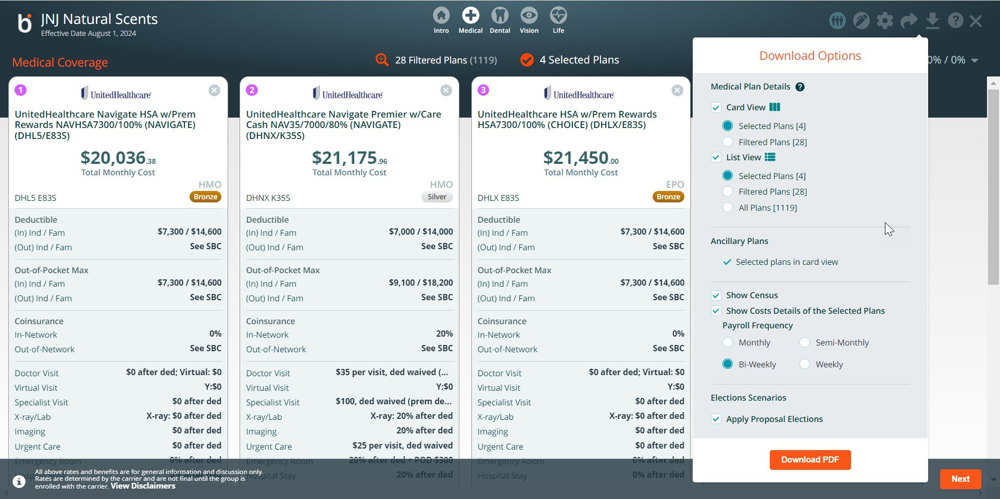 JNJ Natural Scents
Effective Date August 1, 2024
Intro
Medical
Dental
Vision
Life
Medical Coverage
28 Filtered Plans (1119)
4 Selected Plans
0% / 0%
1
UnitedHealthcare
UnitedHealthcare Navigate HSA w/Prem
Rewards NAVHSA7300/100% (NAVIGATE)
(DHL5/E83S)
$20,036.38
Total Monthly Cost
HMO
DHL5 E83S
Bronze
Deductible
(In) Ind / Fam $7,300 / $14,600
(Out) Ind / Fam See SBC
Out-of-Pocket Max
(In) Ind / Fam $7,300 / $14,600
(Out) Ind / Fam See SBC
Coinsurance
In-Network 0%
Out-of-Network See SBC
Doctor Visit $0 after ded; Virtual: $0
Virtual Visit Y:$0
Specialist Visit $0 after ded
X-ray/Lab X-ray: $0 after ded
Imaging $0 after ded
Urgent Care $0 after ded
Emergency Room 0% after ded
2
UnitedHealthcare
UnitedHealthcare Navigate Premier w/Care
Cash NAV35/7000/80% (NAVIGATE)
(DHNX/K35S)
$21,175.96
Total Monthly Cost
HMO
DHNX K35S
Silver
Deductible
(In) Ind / Fam $7,000 / $14,000
(Out) Ind / Fam See SBC
Out-of-Pocket Max
(In) Ind / Fam $9,100 / $18,200
(Out) Ind / Fam See SBC
Coinsurance
In-Network 20%
Out-of-Network See SBC
Doctor Visit $35 per visit, ded waived (...
Virtual Visit Y:$0
Specialist Visit $100, ded waived (prem de...
X-ray/Lab X-ray: 20% after ded
Imaging 20% after ded
Urgent Care $25 per visit, ded waived
Emergency Room 20% after ded + POD $300
Hospital Stay 20% after ded
3
UnitedHealthcare
UnitedHealthcare HSA w/Prem Rewards
HSA7300/100% (CHOICE) (DHLX/E83S)
$21,450.00
Total Monthly Cost
EPO
DHLX E83S
Bronze
Deductible
(In) Ind / Fam $7,300 / $14,600
(Out) Ind / Fam See SBC
Out-of-Pocket Max
(In) Ind / Fam $7,300 / $14,600
(Out) Ind / Fam See SBC
Coinsurance
In-Network 0%
Out-of-Network See SBC
Doctor Visit $0 after ded; Virtual: $0
Virtual Visit Y:$0
Specialist Visit $0 after ded
X-ray/Lab X-ray: $0 after ded
Imaging $0 after ded
Urgent Care $0 after ded
Emergency Room 0% after ded
Hospital Stay 0% after ded
Download Options
Medical Plan Details
Card View
Selected Plans [4]
Filtered Plans [28]
List View
Selected Plans [4]
Filtered Plans [28]
All Plans [1119]
Ancillary Plans
Selected plans in card view
Show Census
Show Costs Details of the Selected Plans
Payroll Frequency
Monthly Semi-Monthly
Bi-Weekly Weekly
Elections Scenarios
Apply Proposal Elections
Download PDF
All above rates and benefits are for general information and discussion only.
Rates are determined by the carrier and are not final until the group is
enrolled with the carrier. View Disclaimers
Next